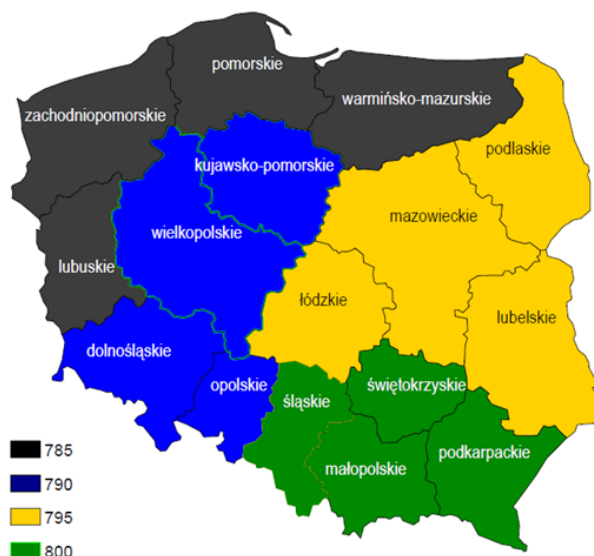 pomorskie
warmińsko-mazurskie
zachodniopomorskie
podlaskie
kujawsko-pomorskie
mazowieckie
wielkopolskie
lubuskie
łódzkie
lubelskie
dolnośląskie
opolskie
śląskie
świętokrzyskie
podkarpackie
małopolskie
785
790
795
800